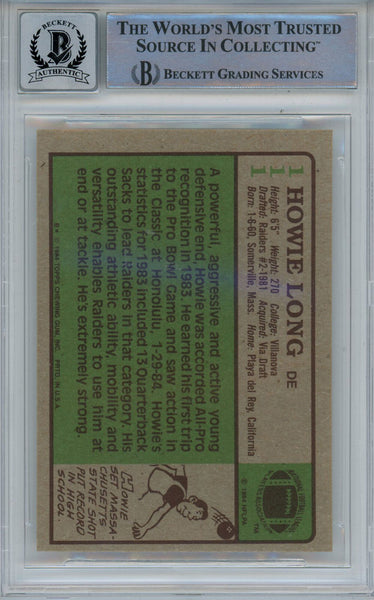 BECKETT
AUTHENTIC
THE WORLD'S MOST TRUSTED
SOURCE IN COLLECTING™
B BECKETT GRADING SERVICES
111
HOWIE LONG DE
Height: 6'5" Weight: 270 College: Villanova
Drafted: Raiders #2-1981 Acquired: Via Draft
Born: 1-6-60, Somerville, Mass. Home: Playa del Rey, California
A powerful, aggressive and active young
defensive end, Howie was accorded All-Pro
recognition in 1983. He earned his first trip
to the Pro Bowl Game and saw action in
the Classic at Honolulu, 1-29-84. Howie's
statistics for 1983 included 13 Quarterback
Sacks to lead Raiders in that category. His
outstanding athletic ability, mobility and
versatility enables Raiders to use him at
end or at tackle. He's extremely strong.
© 1984 TOPPS CHEWING GUM, INC. PRTD. IN U.S.A.
TM
© 1984 NFLPA
HOWIE
SET MASSA-
CHUSETTS
STATE SHOT
PUT RECORD
IN HIGH
SCHOOL.